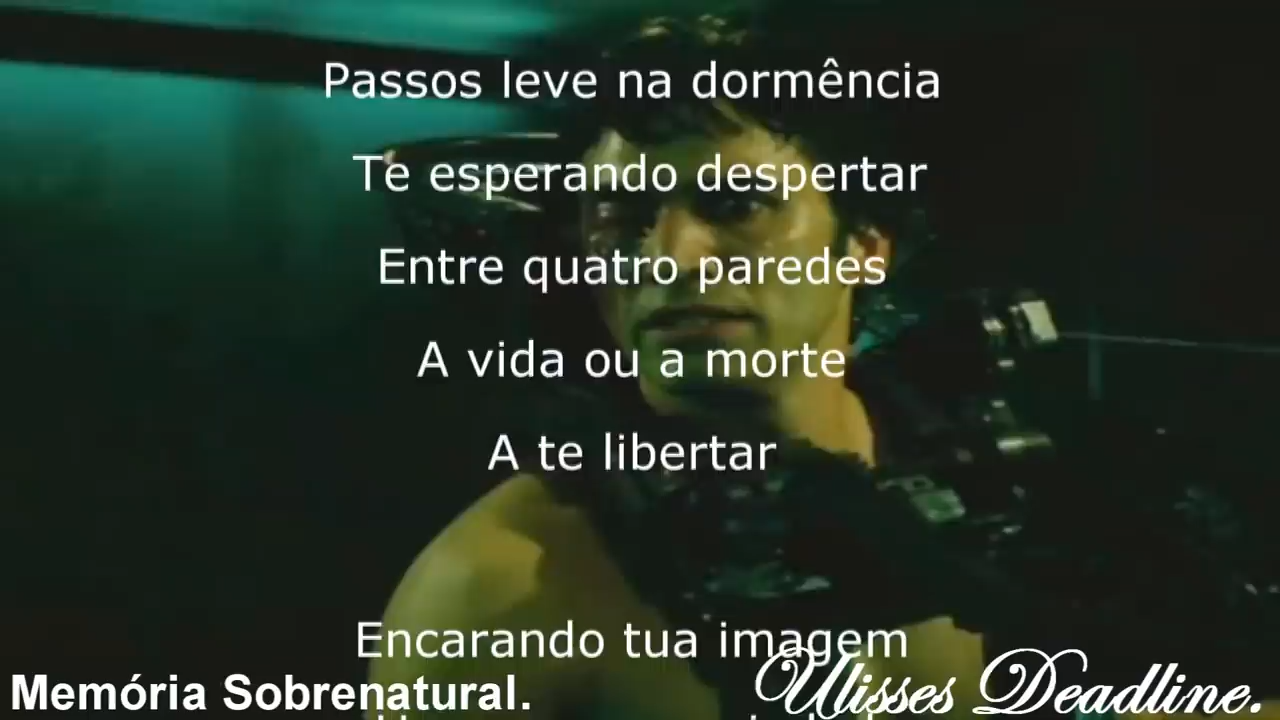 Passos leve na dormência
Te esperando despertar
Entre quatro paredes
A vida ou a morte
A te libertar
Encarando tua imagem
Memória Sobrenatural.
Ulisses Deadline.